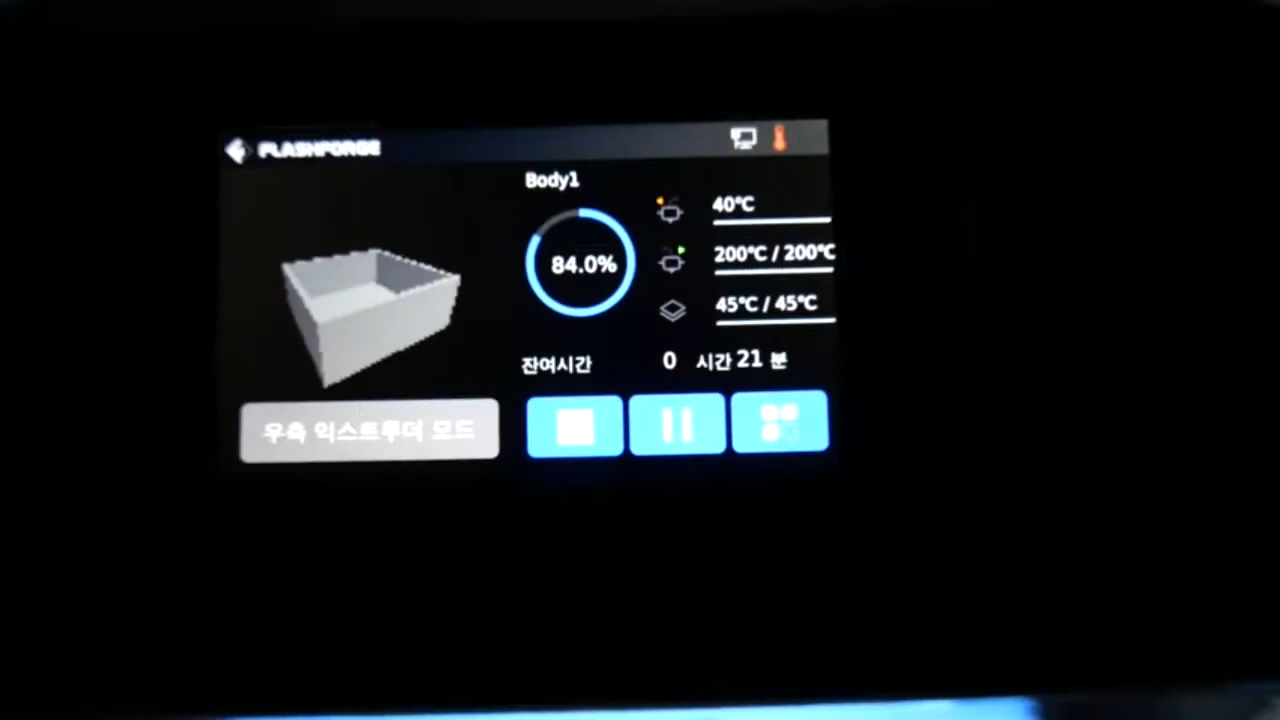 FLASHFORGE
Body1
84.0%
40℃
200℃ / 200℃
45℃ / 45℃
잔여시간 0 시간 21 분
우측 익스트루더 모드